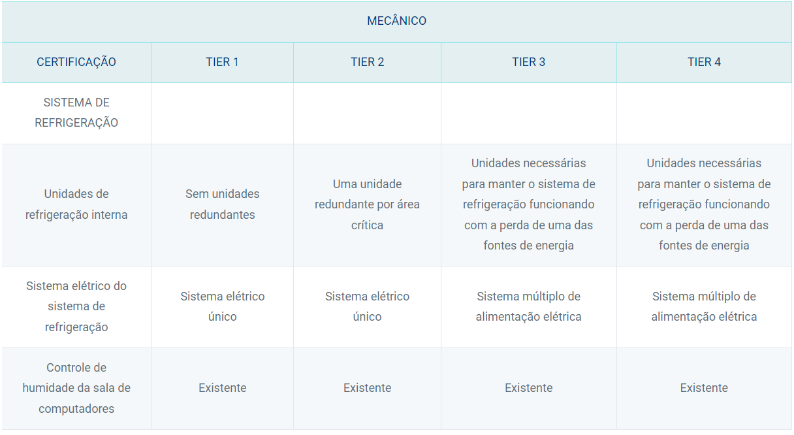 MECÂNICO
CERTIFICAÇÃO TIER 1 TIER 2 TIER 3 TIER 4
SISTEMA DE
REFRIGERAÇÃO
Unidades de
refrigeração interna
Sem unidades
redundantes
Uma unidade
redundante por área
crítica
Unidades necessárias
para manter o sistema de
refrigeração funcionando
com a perda de uma das
fontes de energia
Unidades necessárias
para manter o sistema de
refrigeração funcionando
com a perda de uma das
fontes de energia
Sistema elétrico do
sistema de
refrigeração
Sistema elétrico
único
Sistema elétrico
único
Sistema múltiplo de
alimentação elétrica
Sistema múltiplo de
alimentação elétrica
Controle de
humidade da sala de
computadores
Existente
Existente
Existente
Existente